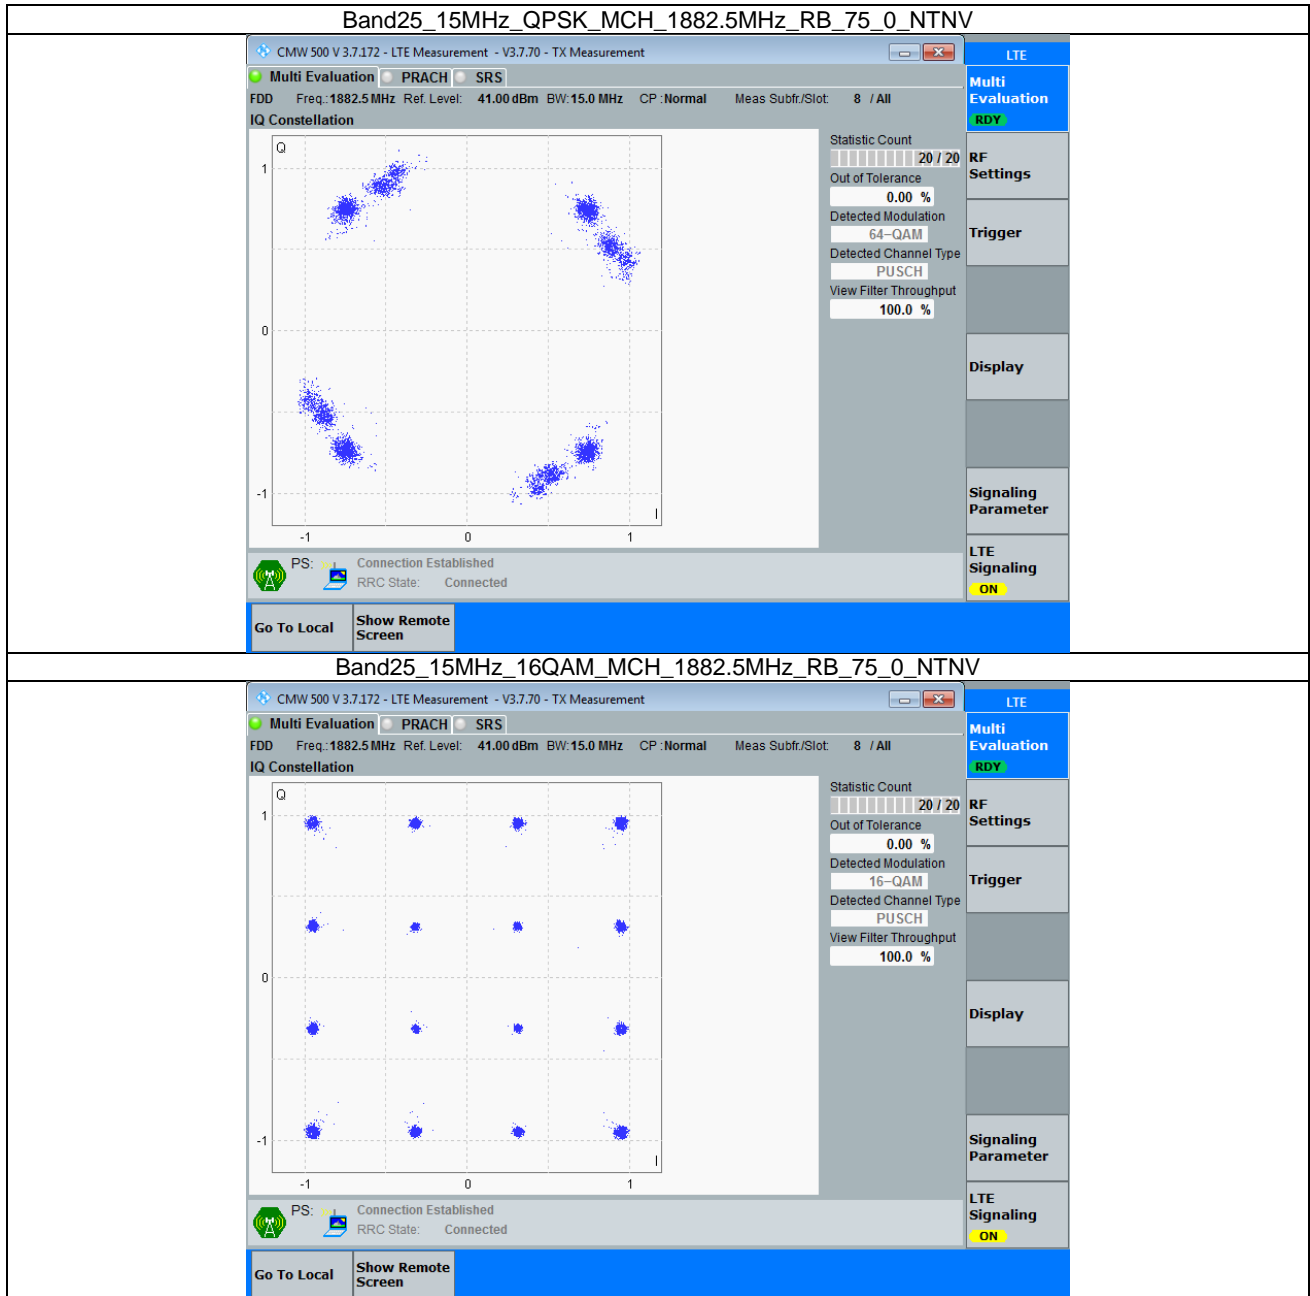 Band25_15MHz_QPSK_MCH_1882.5MHz_RB_75_0_NTNV
CMW 500 V 3.7.172 - LTE Measurement - V3.7.70 - TX Measurement
LTE
Multi Evaluation PRACH SRS
Multi
Evaluation
RDY
FDD Freq.:1882.5 MHz Ref. Level: 41.00 dBm BW:15.0 MHz CP :Normal Meas Subfr./Slot: 8 / All
IQ Constellation
Q
1
0
-1
-1 0 1
I
Statistic Count
20 / 20
Out of Tolerance
0.00 %
Detected Modulation
64-QAM
Detected Channel Type
PUSCH
View Filter Throughput
100.0 %
RF
Settings
Trigger
Display
Signaling
Parameter
LTE
Signaling
ON
PS: Connection Established
RRC State: Connected
Go To Local
Show Remote
Screen
Band25_15MHz_16QAM_MCH_1882.5MHz_RB_75_0_NTNV
CMW 500 V 3.7.172 - LTE Measurement - V3.7.70 - TX Measurement
LTE
Multi Evaluation PRACH SRS
Multi
Evaluation
RDY
FDD Freq.:1882.5 MHz Ref. Level: 41.00 dBm BW:15.0 MHz CP :Normal Meas Subfr./Slot: 8 / All
IQ Constellation
Q
1
0
-1
-1 0 1
I
Statistic Count
20 / 20
Out of Tolerance
0.00 %
Detected Modulation
16-QAM
Detected Channel Type
PUSCH
View Filter Throughput
100.0 %
RF
Settings
Trigger
Display
Signaling
Parameter
LTE
Signaling
ON
PS: Connection Established
RRC State: Connected
Go To Local
Show Remote
Screen